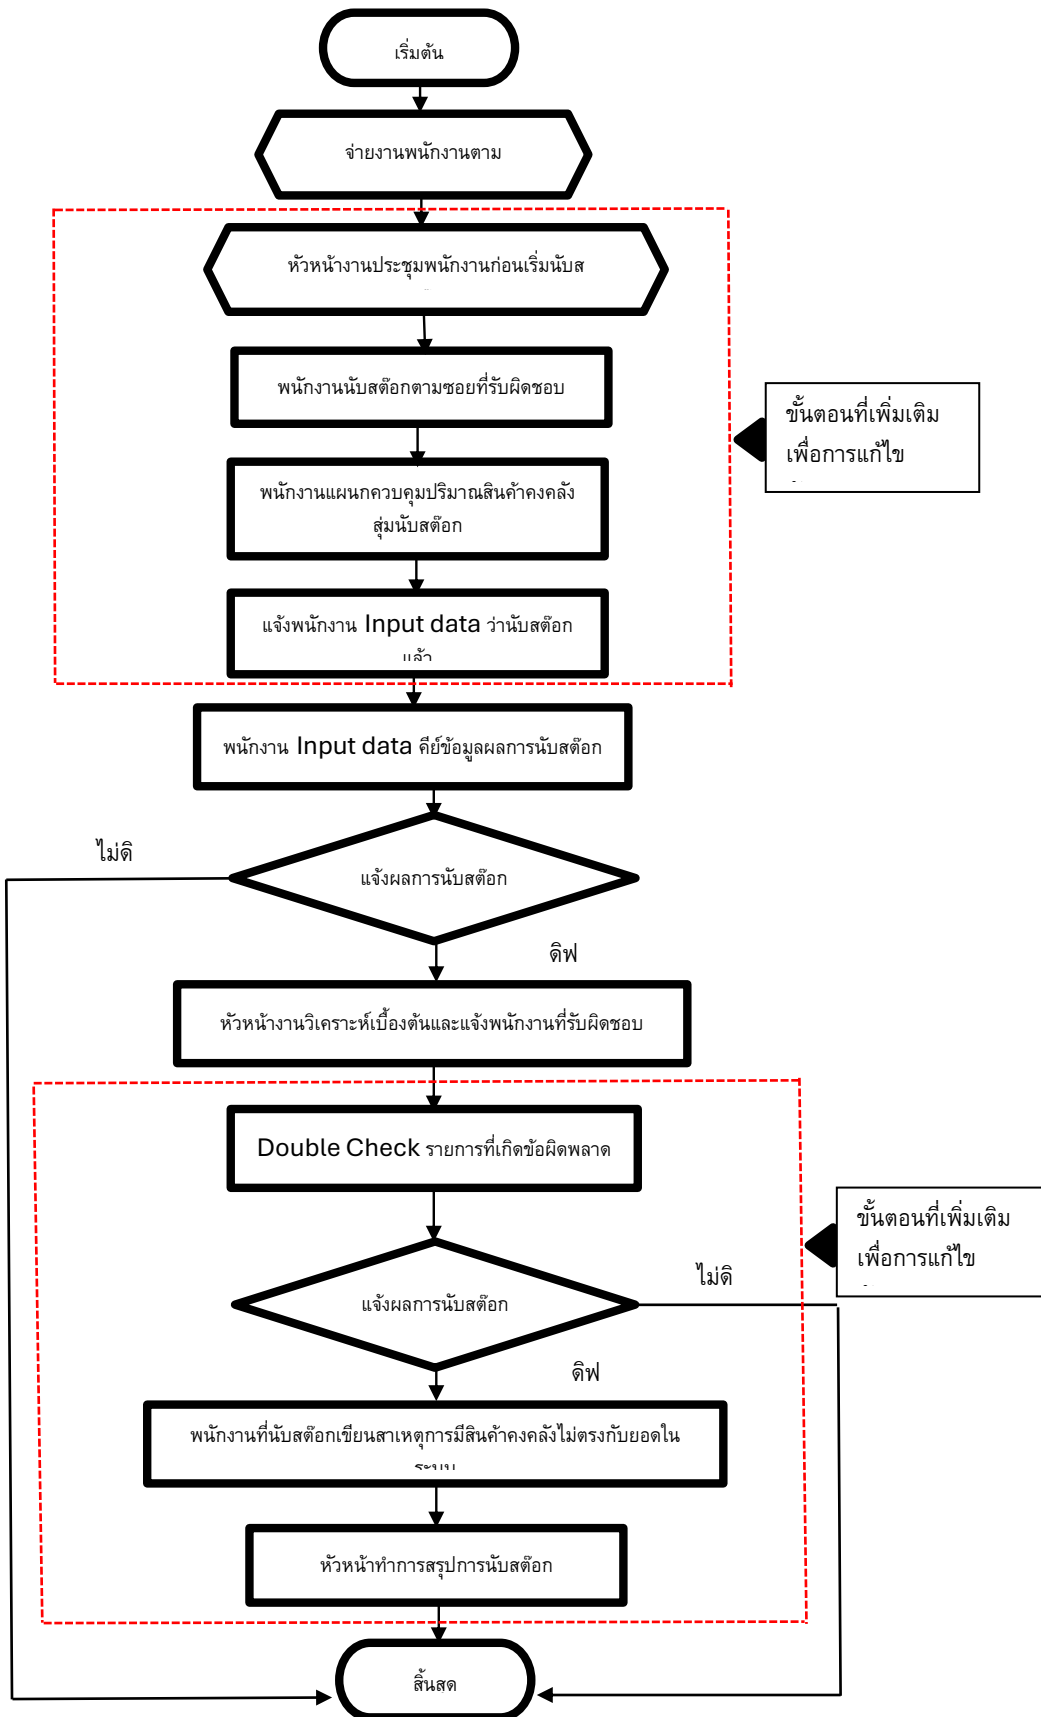 เริ่มต้น
จ่ายงานพนักงานตาม
หัวหน้างานประชุมพนักงานก่อนเริ่มนับส
พนักงานนับสต๊อกตามซอยที่รับผิดชอบ
ขั้นตอนที่เพิ่มเติม
เพื่อการแก้ไข
พนักงานแผนกควบคุมปริมาณสินค้าคงคลัง
สุ่มนับสต๊อก
แจ้งพนักงาน Input data ว่านับสต๊อก
แล้ว
พนักงาน Input data คีย์ข้อมูลผลการนับสต๊อก
ไม่ดิ
แจ้งผลการนับสต๊อก
ดิฟ
หัวหน้างานวิเคราะห์เบื้องต้นและแจ้งพนักงานที่รับผิดชอบ
Double Check รายการที่เกิดข้อผิดพลาด
ขั้นตอนที่เพิ่มเติม
เพื่อการแก้ไข
ไม่ดิ
แจ้งผลการนับสต๊อก
ดิฟ
พนักงานที่นับสต๊อกเขียนสาเหตุการมีสินค้าคงคลังไม่ตรงกับยอดใน
ระบบ
หัวหน้าทำการสรุปการนับสต๊อก
สิ้นสุด